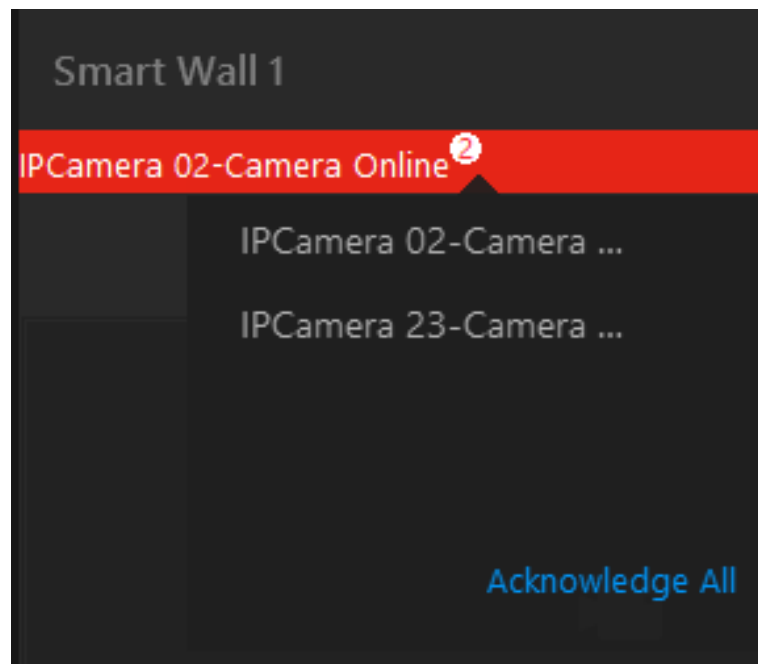 Smart Wall 1
IPCamera 02-Camera Online 2
IPCamera 02-Camera ...
IPCamera 23-Camera ...
Acknowledge All